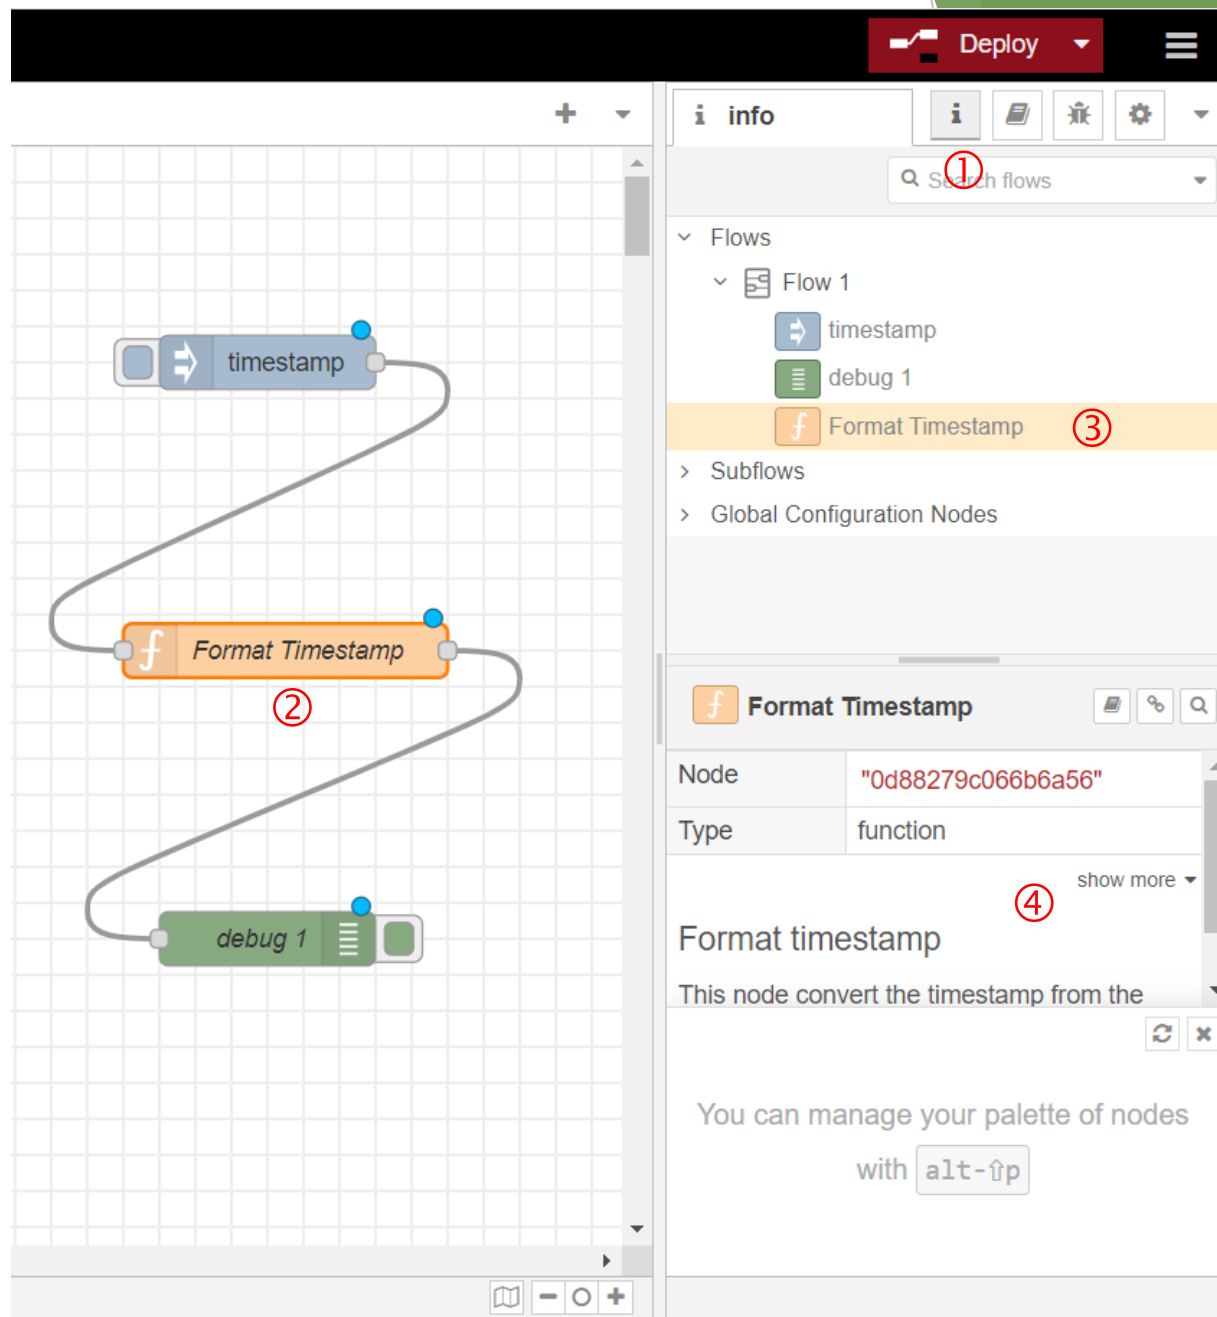 Deploy
i info
①
Search flows
Flows
Flow 1
timestamp
debug 1
Format Timestamp ③
Subflows
Global Configuration Nodes
timestamp
Format Timestamp
②
debug 1
Format Timestamp
Node "0d88279c066b6a56"
Type function
show more
④
Format timestamp
This node convert the timestamp from the
You can manage your palette of nodes
with alt-⇧p